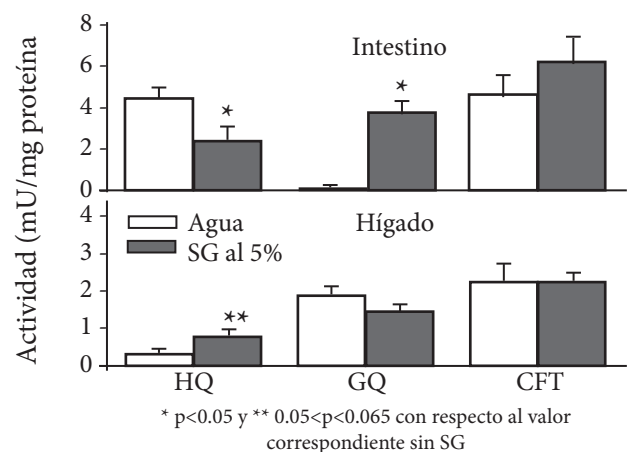 8
Intestino
6
*
*
4
2
0
Actividad (mU/mg proteína)
4
Agua
Hígado
3
SG al 5%
2
**
1
0
HQ GQ CFT
* p<0.05 y ** 0.05<p<0.065 con respecto al valor
correspondiente sin SG